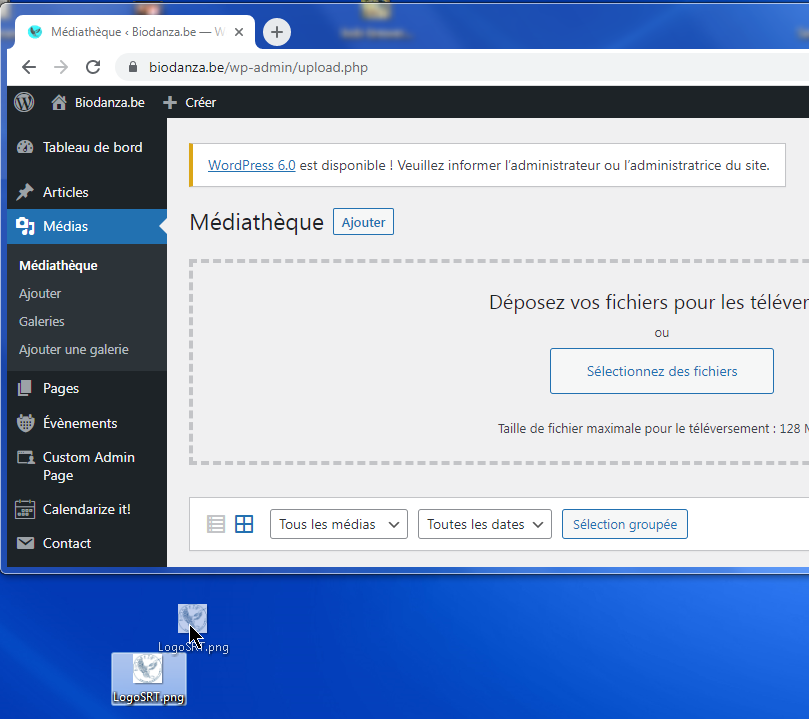 Médiathèque ‹ Biodanza.be — W
biodanza.be/wp-admin/upload.php
Biodanza.be
Créer
Tableau de bord
Articles
Médias
Médiathèque
Ajouter
Galeries
Ajouter une galerie
Pages
Évènements
Custom Admin
Page
Calendarize it!
Contact
WordPress 6.0 est disponible ! Veuillez informer l’administrateur ou l’administratrice du site.
Médiathèque
Ajouter
Déposez vos fichiers pour les téléver
ou
Sélectionnez des fichiers
Taille de fichier maximale pour le téléversement : 128 M
Tous les médias
Toutes les dates
Sélection groupée
LogoSRT.png
LogoSRT.png